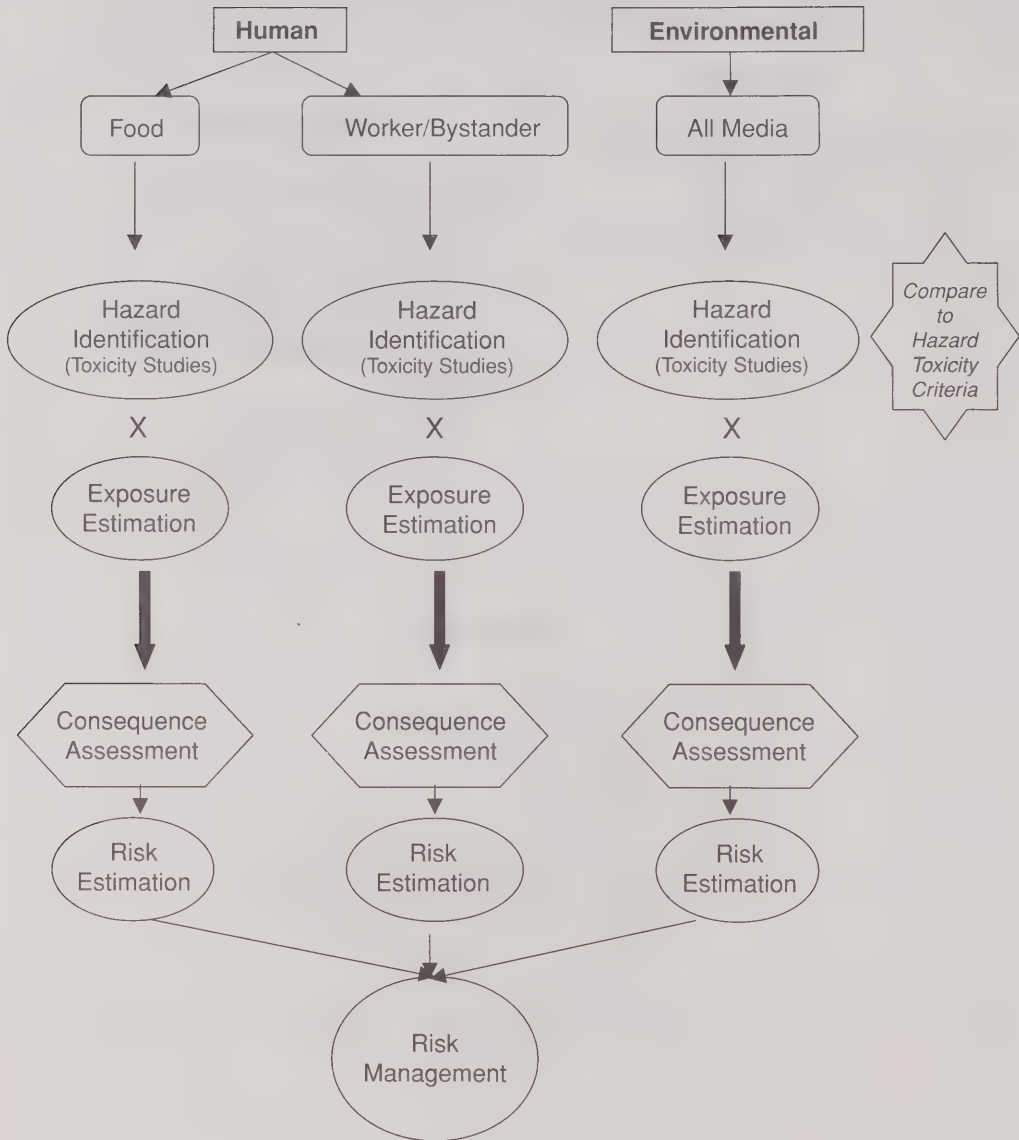 Human
Environmental
Food
Worker/Bystander
All Media
Hazard
Identification
(Toxicity Studies)
Hazard
Identification
(Toxicity Studies)
Hazard
Identification
(Toxicity Studies)
Compare
to
Hazard
Toxicity
Criteria
X
X
X
Exposure
Estimation
Exposure
Estimation
Exposure
Estimation
Consequence
Assessment
Consequence
Assessment
Consequence
Assessment
Risk
Estimation
Risk
Estimation
Risk
Estimation
Risk
Management